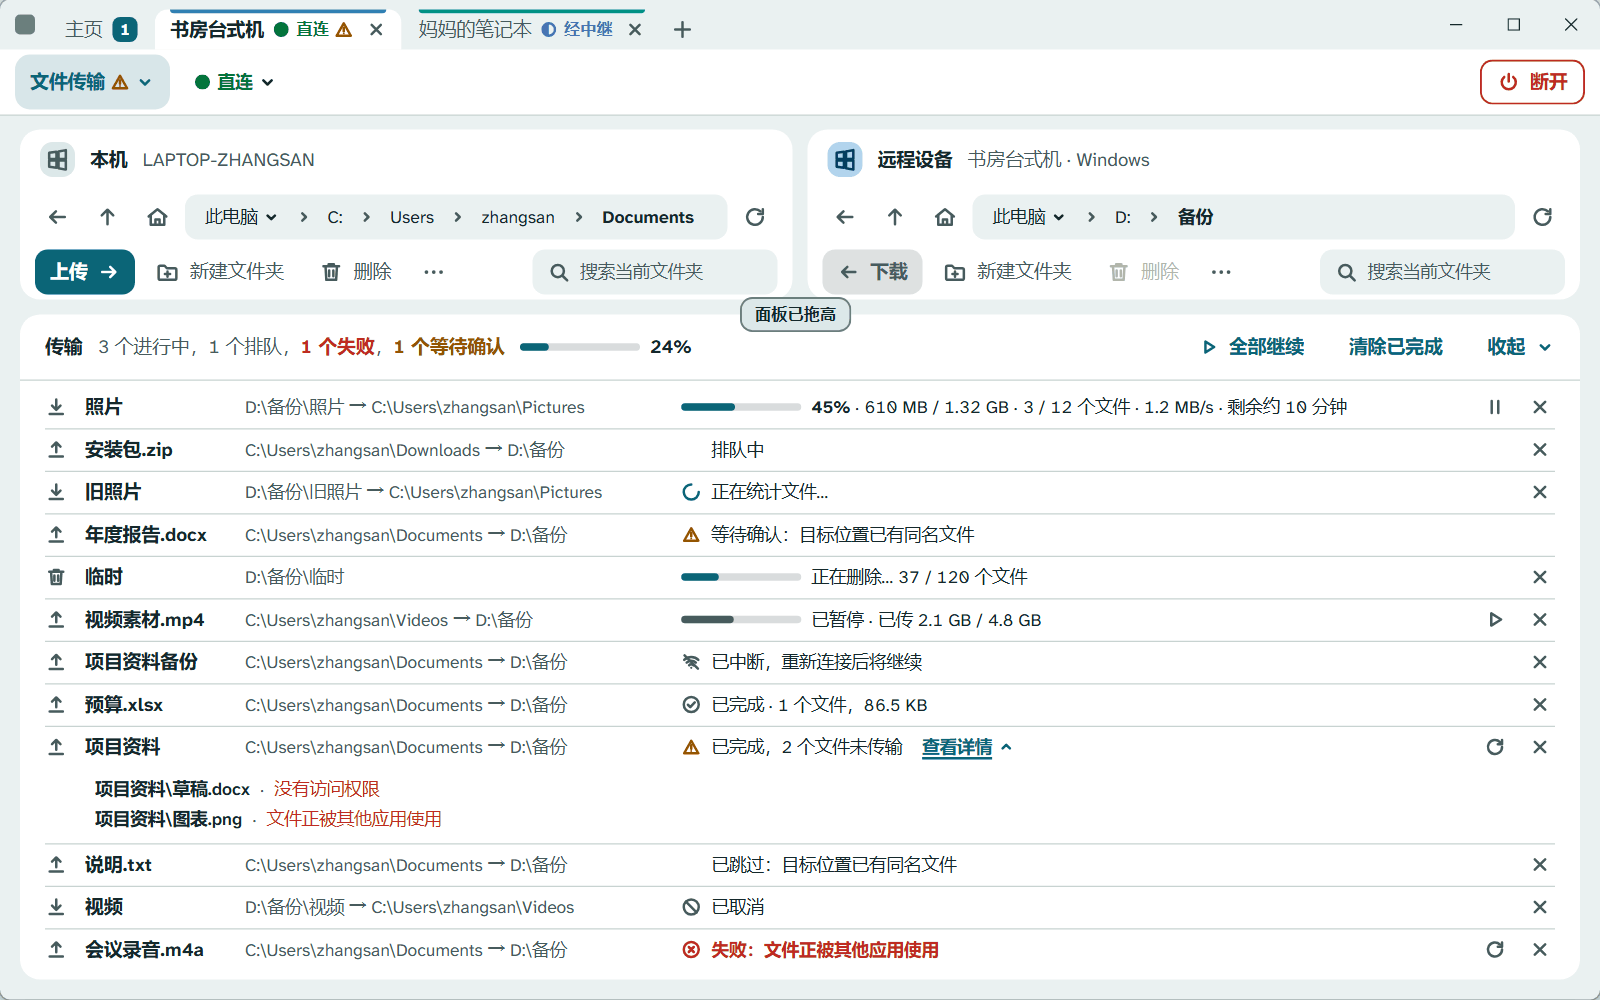 主页 1 书房台式机 直连 妈妈的笔记本 经中继
文件传输 直连 断开
本机 LAPTOP-ZHANGSAN
此电脑 C: Users zhangsan Documents
上传 新建文件夹 删除 ... 搜索当前文件夹
远程设备 书房台式机 · Windows
此电脑 D: 备份
下载 新建文件夹 删除 ... 搜索当前文件夹
面板已拖高
传输 3 个进行中，1 个排队，1 个失败，1 个等待确认 24% 全部继续 清除已完成 收起
照片 D:\备份\照片 → C:\Users\zhangsan\Pictures 45% · 610 MB / 1.32 GB · 3 / 12 个文件 · 1.2 MB/s · 剩余约 10 分钟
安装包.zip C:\Users\zhangsan\Downloads → D:\备份 排队中
旧照片 D:\备份\旧照片 → C:\Users\zhangsan\Pictures 正在统计文件...
年度报告.docx C:\Users\zhangsan\Documents → D:\备份 等待确认：目标位置已有同名文件
临时 D:\备份\临时 正在删除... 37 / 120 个文件
视频素材.mp4 C:\Users\zhangsan\Videos → D:\备份 已暂停 · 已传 2.1 GB / 4.8 GB
项目资料备份 C:\Users\zhangsan\Documents → D:\备份 已中断，重新连接后将继续
预算.xlsx C:\Users\zhangsan\Documents → D:\备份 已完成 · 1 个文件，86.5 KB
项目资料 C:\Users\zhangsan\Documents → D:\备份 已完成，2 个文件未传输 查看详情
项目资料\草稿.docx · 没有访问权限
项目资料\图表.png · 文件正被其他应用使用
说明.txt C:\Users\zhangsan\Documents → D:\备份 已跳过：目标位置已有同名文件
视频 D:\备份\视频 → C:\Users\zhangsan\Videos 已取消
会议录音.m4a C:\Users\zhangsan\Documents → D:\备份 失败：文件正被其他应用使用